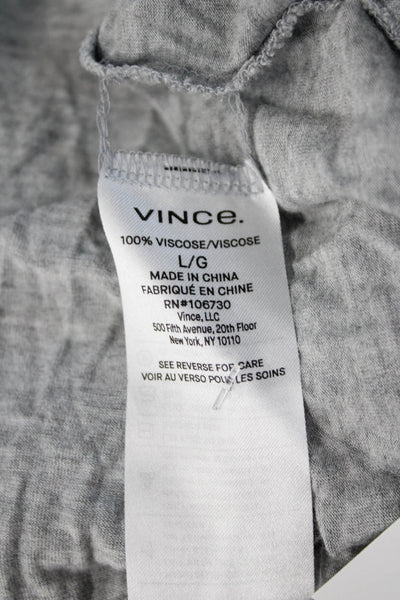 VINCe.
100% VISCOSE/VISCOSE
L/G
MADE IN CHINA
FABRIQUÉ EN CHINE
RN#106730
Vince, LLC
500 Fifth Avenue, 20th Floor
New York, NY 10110
SEE REVERSE FOR CARE
VOIR AU VERSO POUR LES SOINS